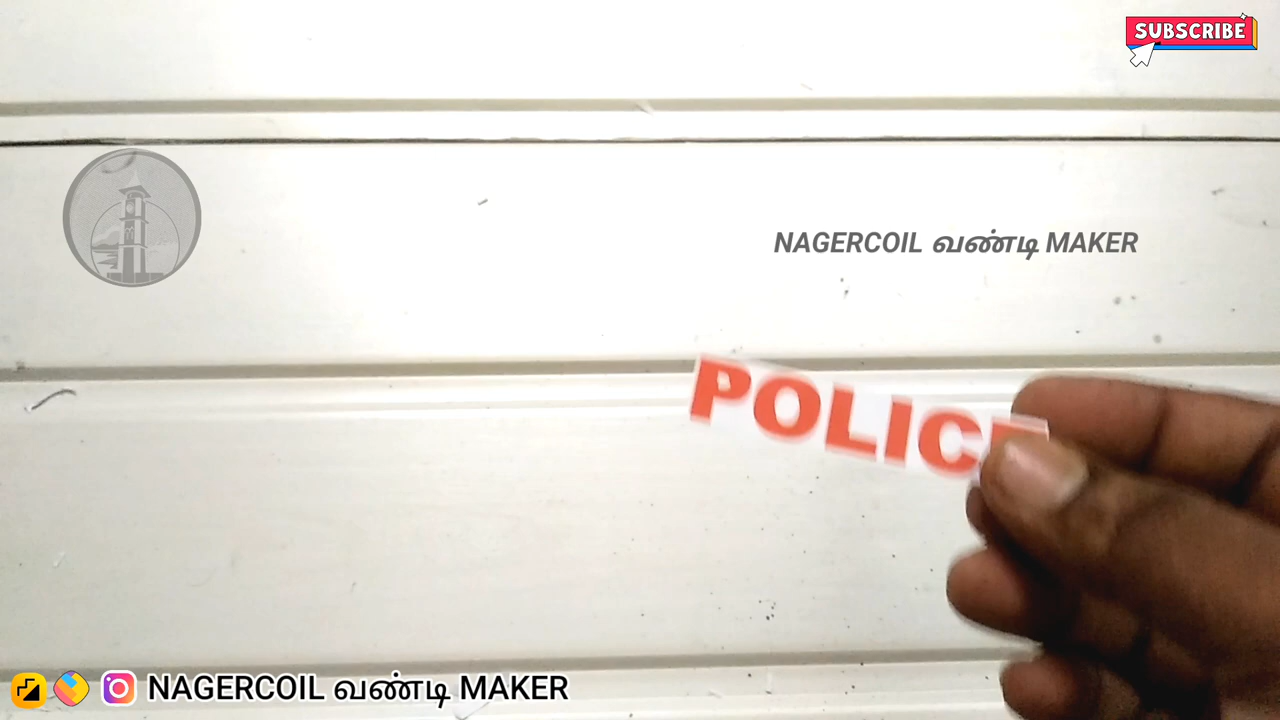 SUBSCRIBE
NAGERCOIL வண்டி MAKER
POLICE
NAGERCOIL வண்டி MAKER